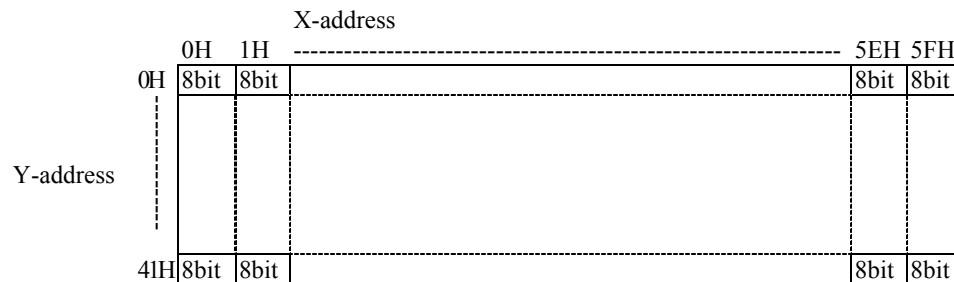 X-address
0H 1H 5EH 5FH
0H 8bit 8bit 8bit 8bit
Y-address
41H 8bit 8bit 8bit 8bit